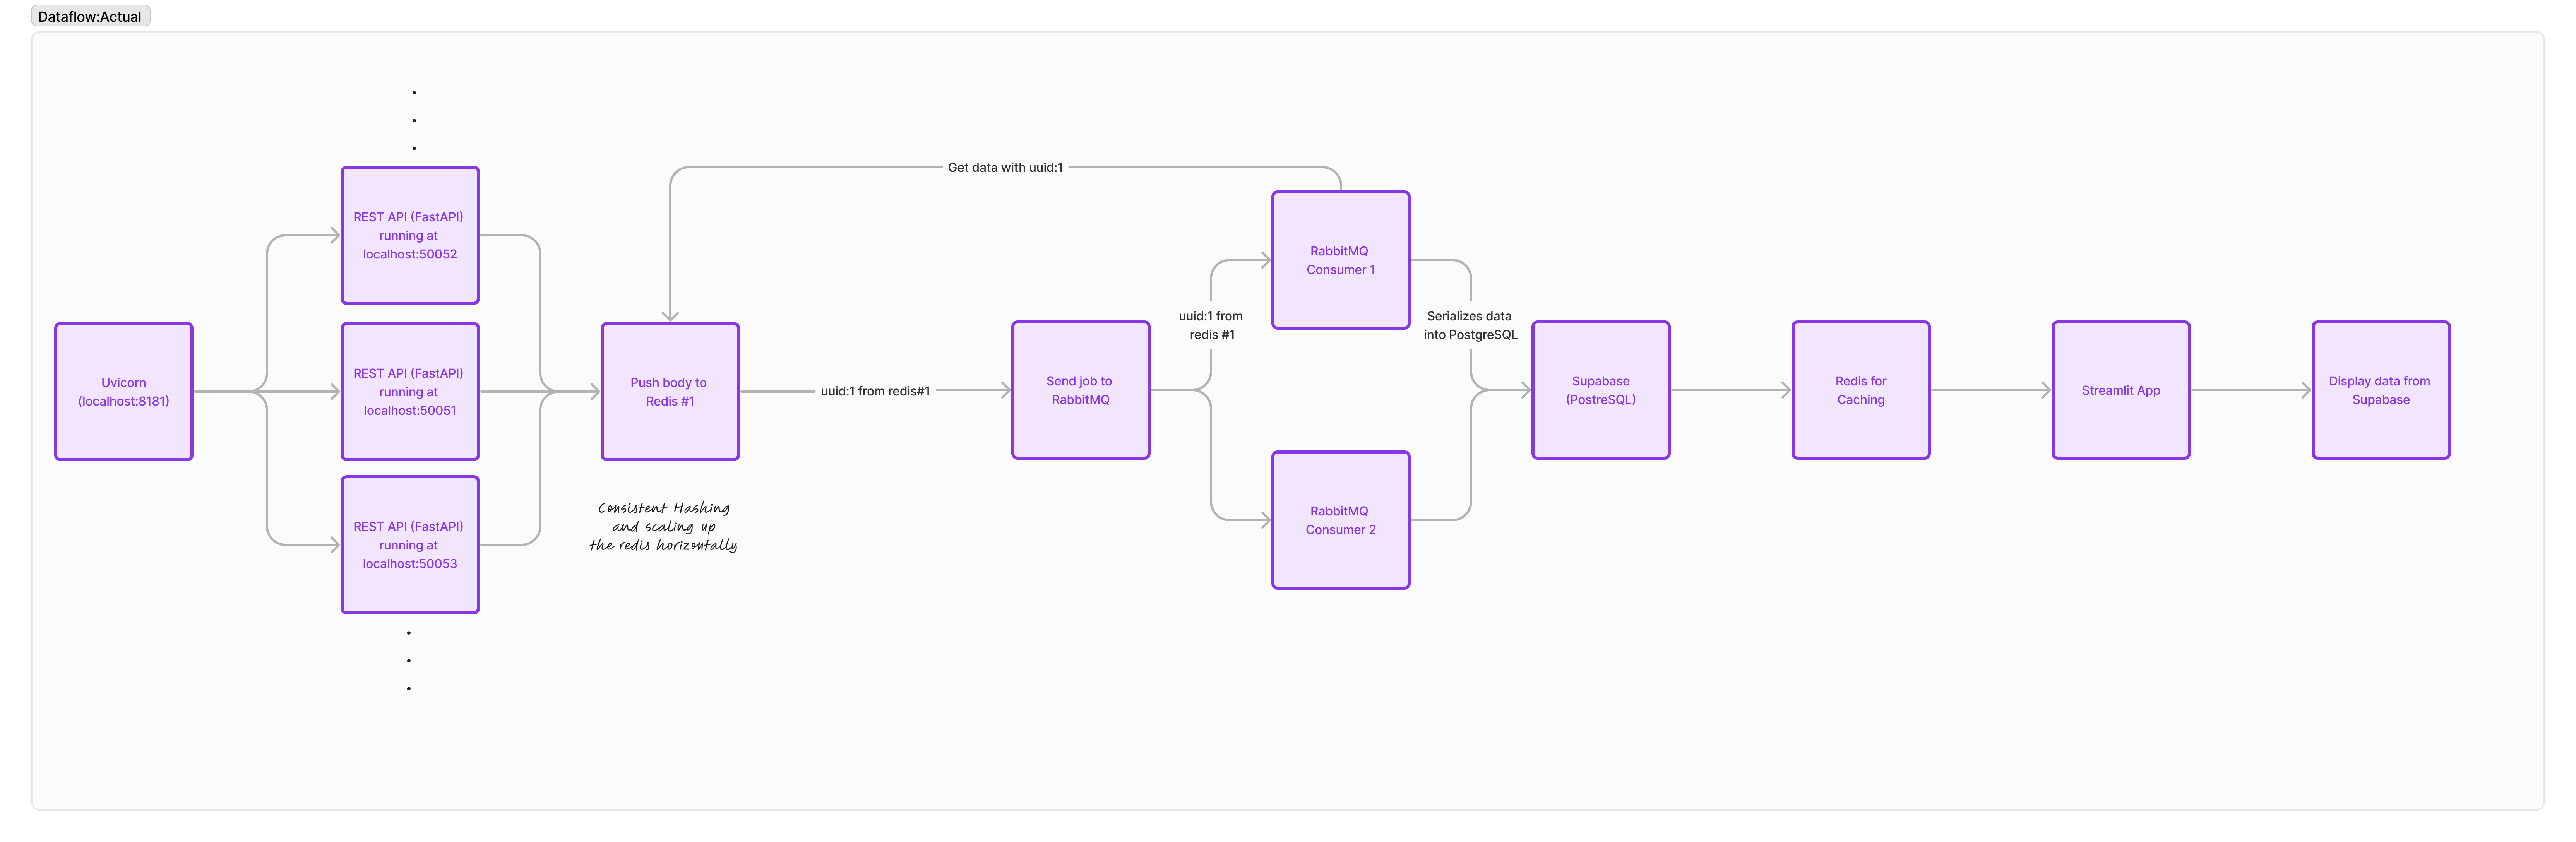 Dataflow:Actual
Uvicorn
(localhost:8181)
REST API (FastAPI)
running at
localhost:50052
REST API (FastAPI)
running at
localhost:50051
REST API (FastAPI)
running at
localhost:50053
Push body to
Redis #1
Consistent Hashing
and scaling up
the redis horizontally
Get data with uuid:1
uuid:1 from redis#1
Send job to
RabbitMQ
uuid:1 from
redis #1
RabbitMQ
Consumer 1
RabbitMQ
Consumer 2
Serializes data
into PostgreSQL
Supabase
(PostreSQL)
Redis for
Caching
Streamlit App
Display data from
Supabase